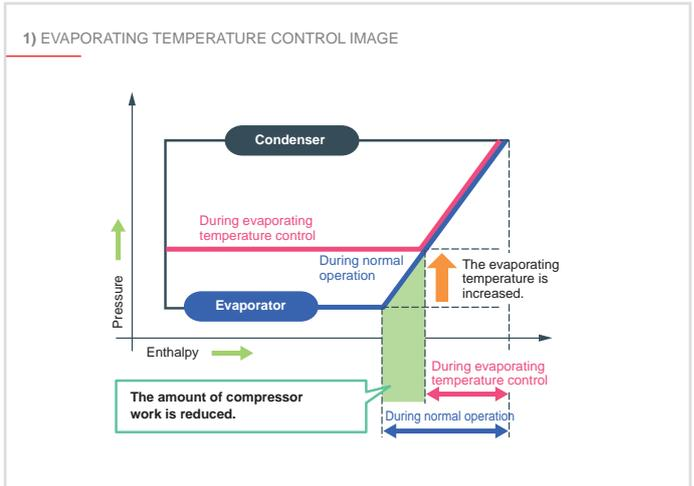 1) EVAPORATING TEMPERATURE CONTROL IMAGE
Condenser
During evaporating
temperature control
During normal
operation
The evaporating
temperature is
increased.
Evaporator
Pressure
Enthalpy
During evaporating
temperature control
The amount of compressor
work is reduced.
During normal operation